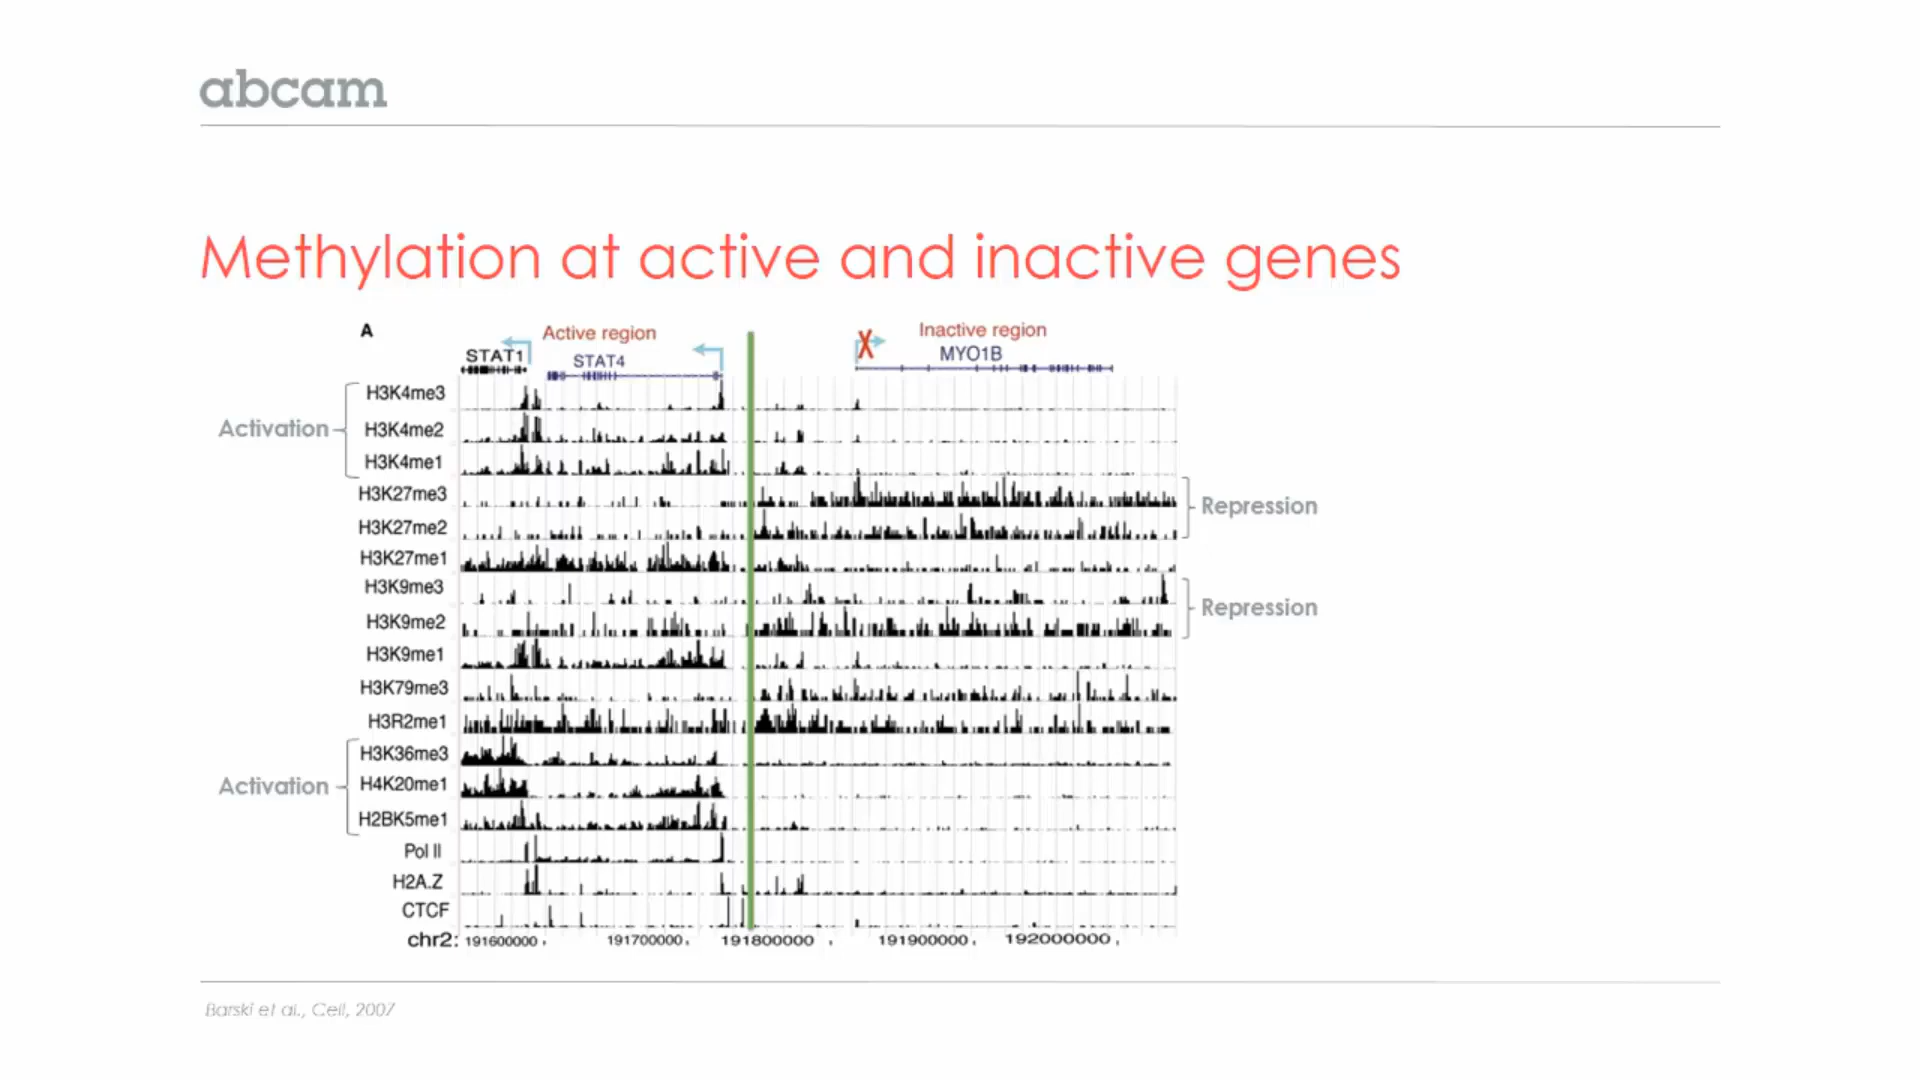 abcam
Methylation at active and inactive genes
A
Active region
Inactive region
STAT1
STAT4
X
MYO1B
H3K4me3
Activation
H3K4me2
H3K4me1
H3K27me3
Repression
H3K27me2
H3K27me1
H3K9me3
Repression
H3K9me2
H3K9me1
H3K79me3
H3R2me1
H3K36me3
Activation
H4K20me1
H2BK5me1
Pol II
H2A.Z
CTCF
chr2: 191600000 191700000 191800000 191900000 192000000
Barski et al., Cell, 2007